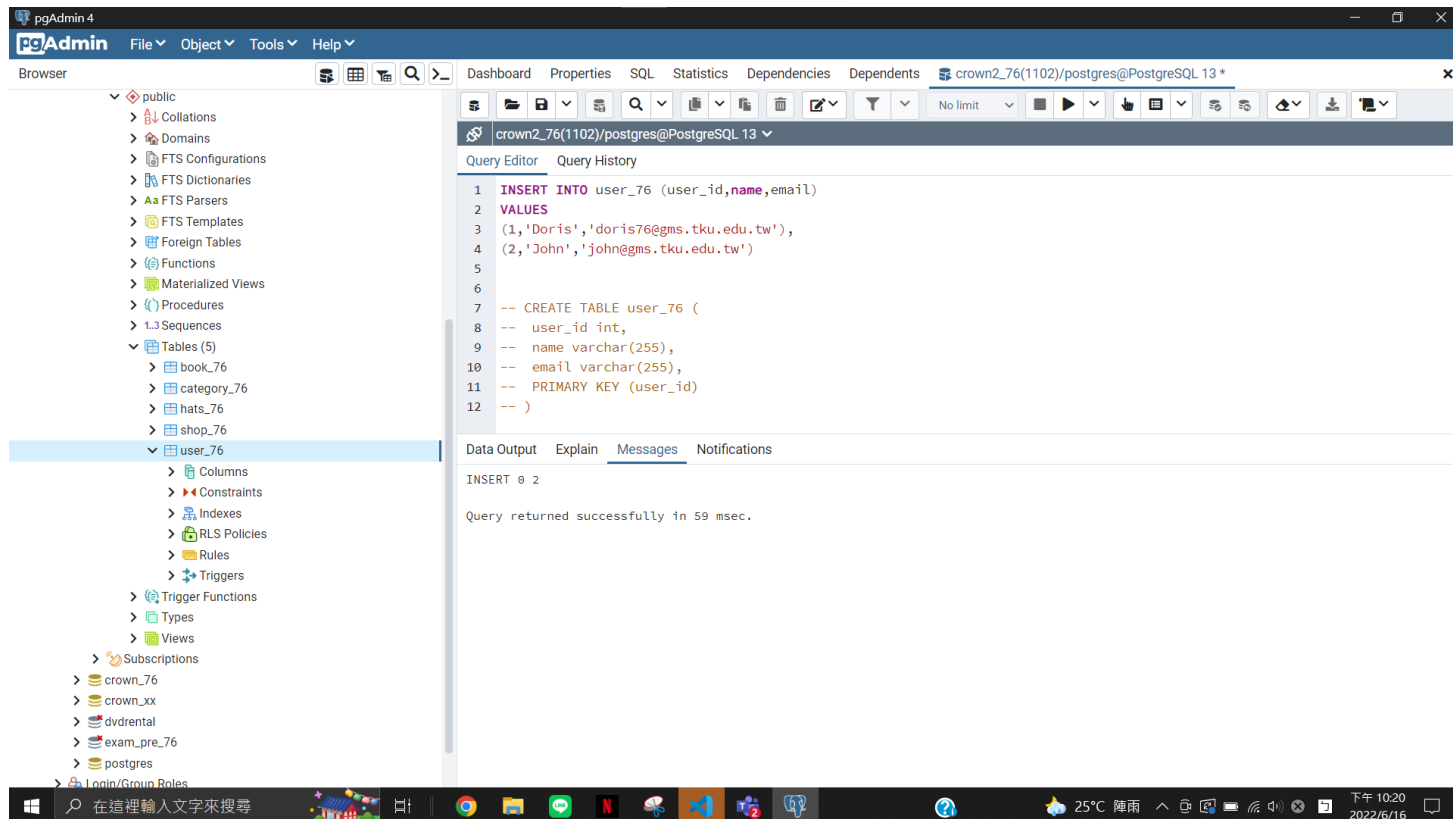 pgAdmin 4
pgAdmin File Object Tools Help
Browser
Dashboard Properties SQL Statistics Dependencies Dependents crown2_76(1102)/postgres@PostgreSQL 13 *
public
Collations
Domains
FTS Configurations
FTS Dictionaries
Aa FTS Parsers
FTS Templates
Foreign Tables
Functions
Materialized Views
Procedures
1..3 Sequences
Tables (5)
book_76
category_76
hats_76
shop_76
user_76
Columns
Constraints
Indexes
RLS Policies
Rules
Triggers
Trigger Functions
Types
Views
Subscriptions
crown_76
crown_xx
dvdrental
exam_pre_76
postgres
Login/Group Roles
No limit
crown2_76(1102)/postgres@PostgreSQL 13
Query Editor Query History
1 INSERT INTO user_76 (user_id,name,email)
2 VALUES
3 (1,'Doris','doris76@gms.tku.edu.tw'),
4 (2,'John','john@gms.tku.edu.tw')
5
6
7 -- CREATE TABLE user_76 (
8 -- user_id int,
9 -- name varchar(255),
10 -- email varchar(255),
11 -- PRIMARY KEY (user_id)
12 -- )
Data Output Explain Messages Notifications
INSERT 0 2
Query returned successfully in 59 msec.
在這裡輸入文字來搜尋
25°C 陣雨
下午 10:20
2022/6/16